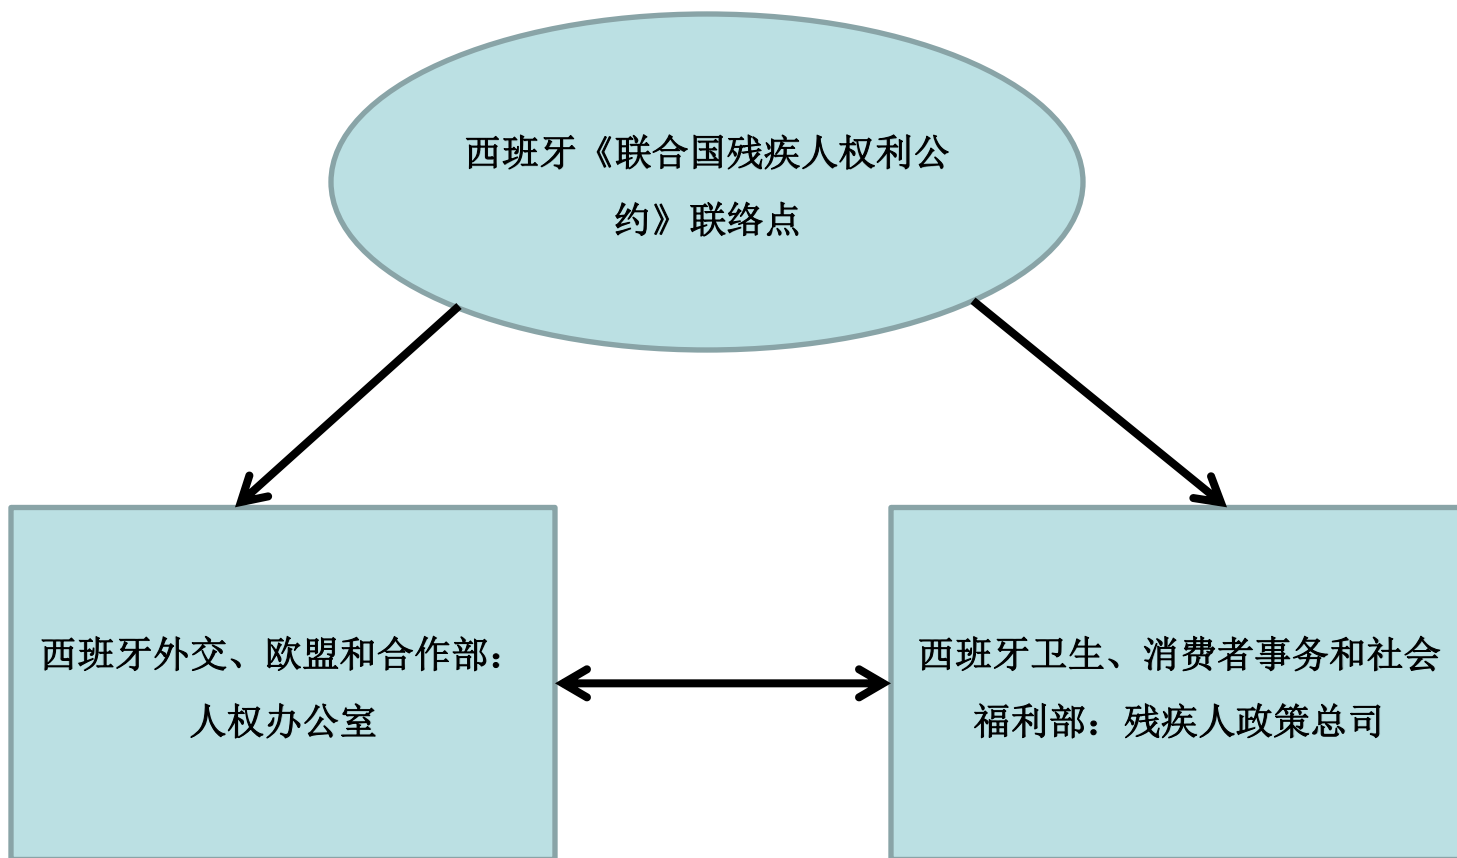 西班牙《联合国残疾人权利公
约》联络点
西班牙外交、欧盟和合作部：
人权办公室
西班牙卫生、消费者事务和社会
福利部：残疾人政策总司